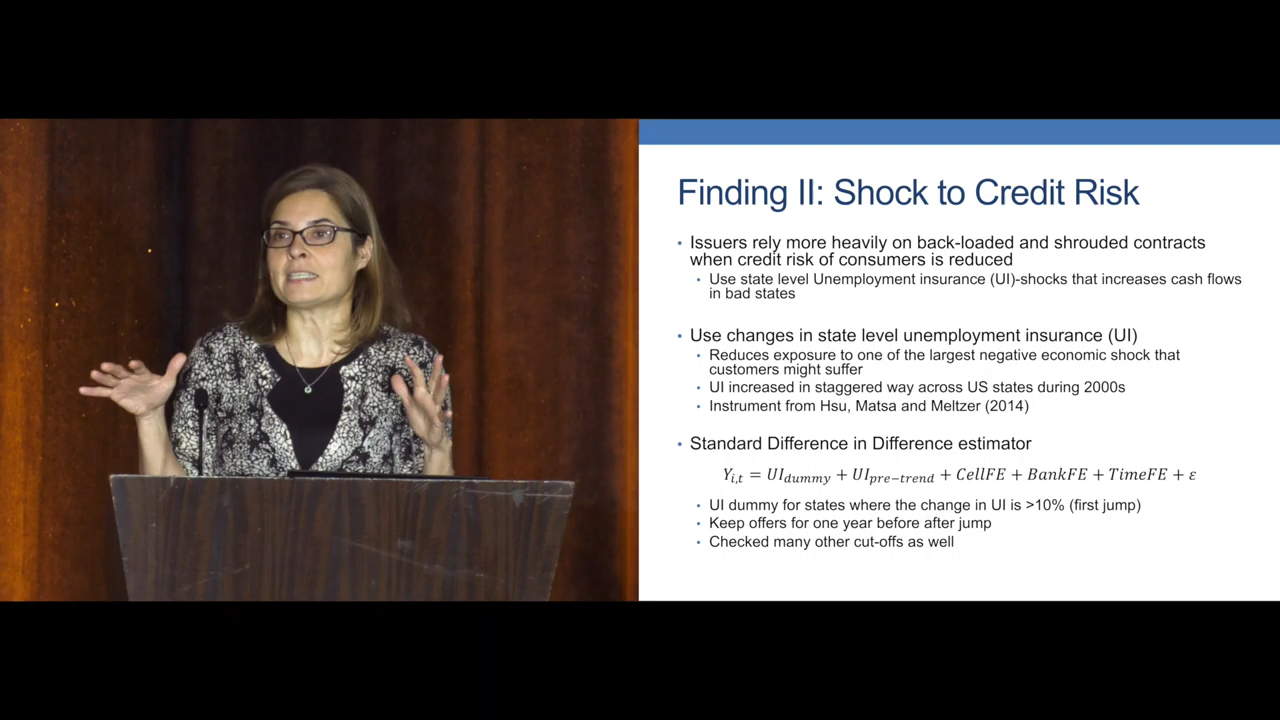 Finding II: Shock to Credit Risk
• Issuers rely more heavily on back-loaded and shrouded contracts
when credit risk of consumers is reduced
• Use state level Unemployment insurance (UI)-shocks that increases cash flows
in bad states
• Use changes in state level unemployment insurance (UI)
• Reduces exposure to one of the largest negative economic shock that
customers might suffer
• UI increased in staggered way across US states during 2000s
• Instrument from Hsu, Matsa and Meltzer (2014)
• Standard Difference in Difference estimator
Y_{i,t} = UI_{dummy} + UI_{pre-trend} + CellFE + BankFE + TimeFE + ε
• UI dummy for states where the change in UI is >10% (first jump)
• Keep offers for one year before after jump
• Checked many other cut-offs as well